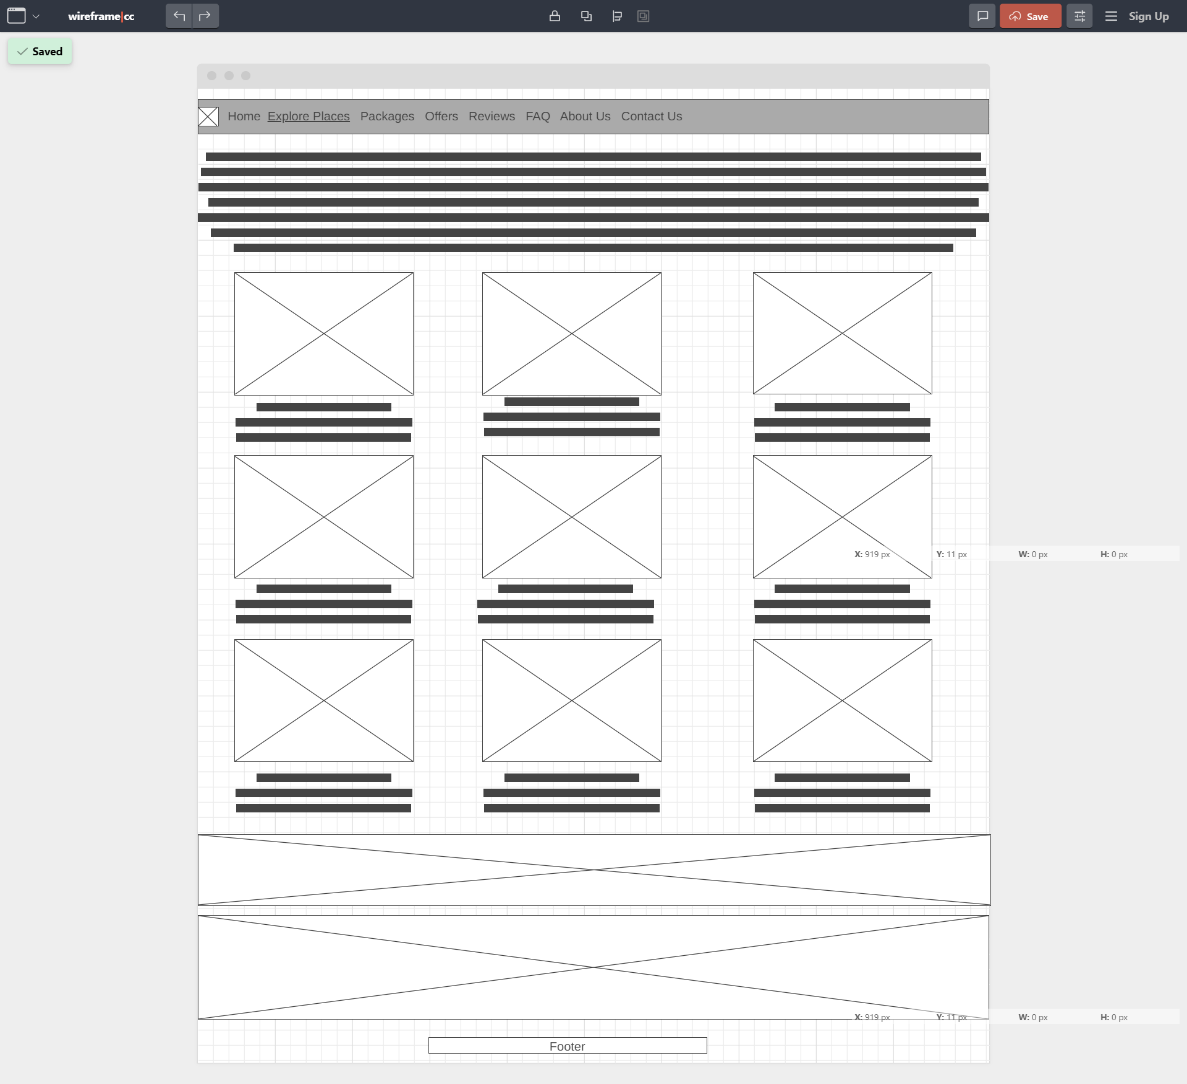 wireframe|cc
Save
Sign Up
Saved
Home Explore Places Packages Offers Reviews FAQ About Us Contact Us
X: 919 px Y: 11 px W: 0 px H: 0 px
X: 919 px Y: 11 px W: 0 px H: 0 px
Footer